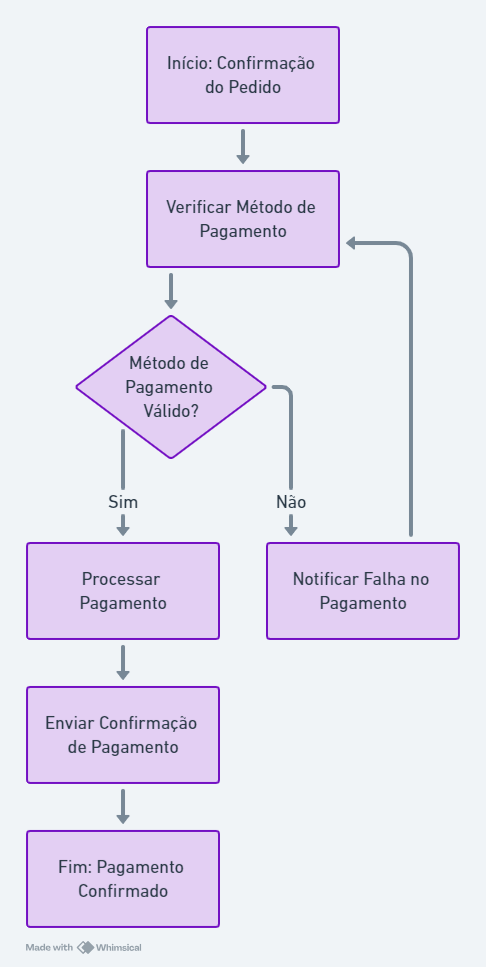 Início: Confirmação
do Pedido
Verificar Método de
Pagamento
Método de
Pagamento
Válido?
Sim
Não
Processar
Pagamento
Notificar Falha no
Pagamento
Enviar Confirmação
de Pagamento
Fim: Pagamento
Confirmado
Made with Whimsical